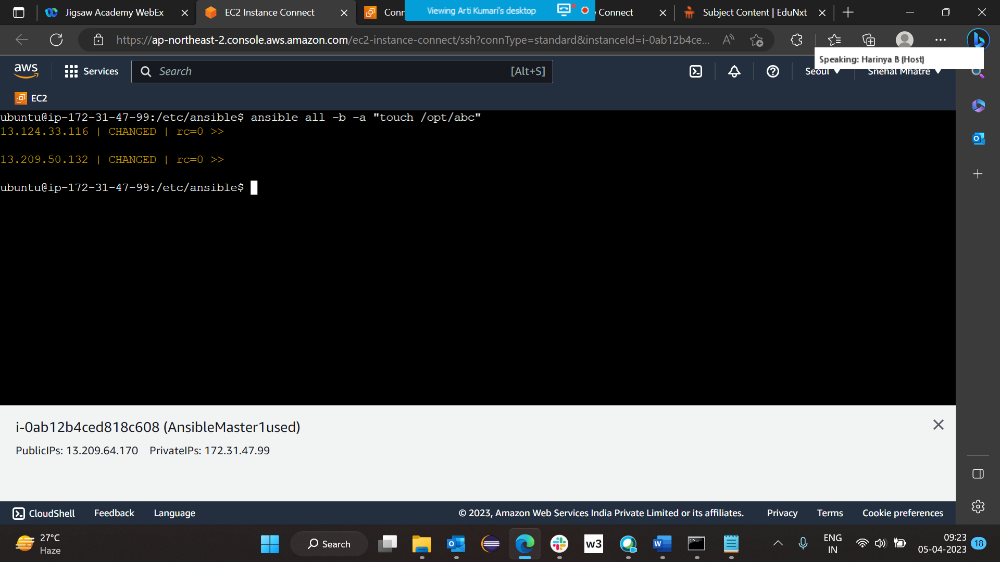 Jigsaw Academy WebEx
EC2 Instance Connect
Conn
Viewing Arti Kumari's desktop
Connect
Subject Content | EduNxt
https://ap-northeast-2.console.aws.amazon.com/ec2-instance-connect/ssh?connType=standard&instanceId=i-0ab12b4ce...
Speaking: Harinya B (Host)
aws
Services
Search
[Alt+S]
Seoul
Shehal Mhatre
EC2
ubuntu@ip-172-31-47-99:/etc/ansible$ ansible all -b -a "touch /opt/abc"
13.124.33.116 | CHANGED | rc=0 >>
13.209.50.132 | CHANGED | rc=0 >>
ubuntu@ip-172-31-47-99:/etc/ansible$
i-0ab12b4ced818c608 (AnsibleMaster1used)
PublicIPs: 13.209.64.170 PrivateIPs: 172.31.47.99
CloudShell
Feedback
Language
© 2023, Amazon Web Services India Private Limited or its affiliates.
Privacy
Terms
Cookie preferences
27°C
Haze
Search
w3
ENG
IN
09:23
05-04-2023
18